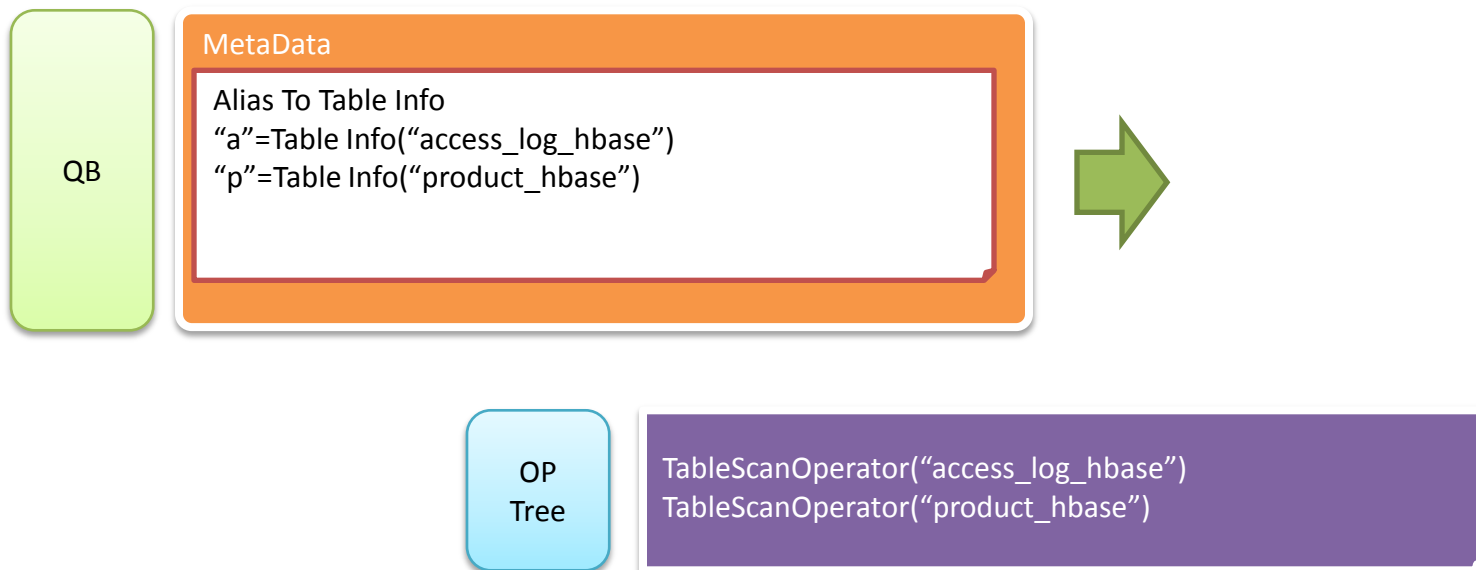 QB
MetaData
Alias To Table Info
“a”=Table Info(“access_log_hbase”)
“p”=Table Info(“product_hbase”)
OP
Tree
TableScanOperator(“access_log_hbase”)
TableScanOperator(“product_hbase”)